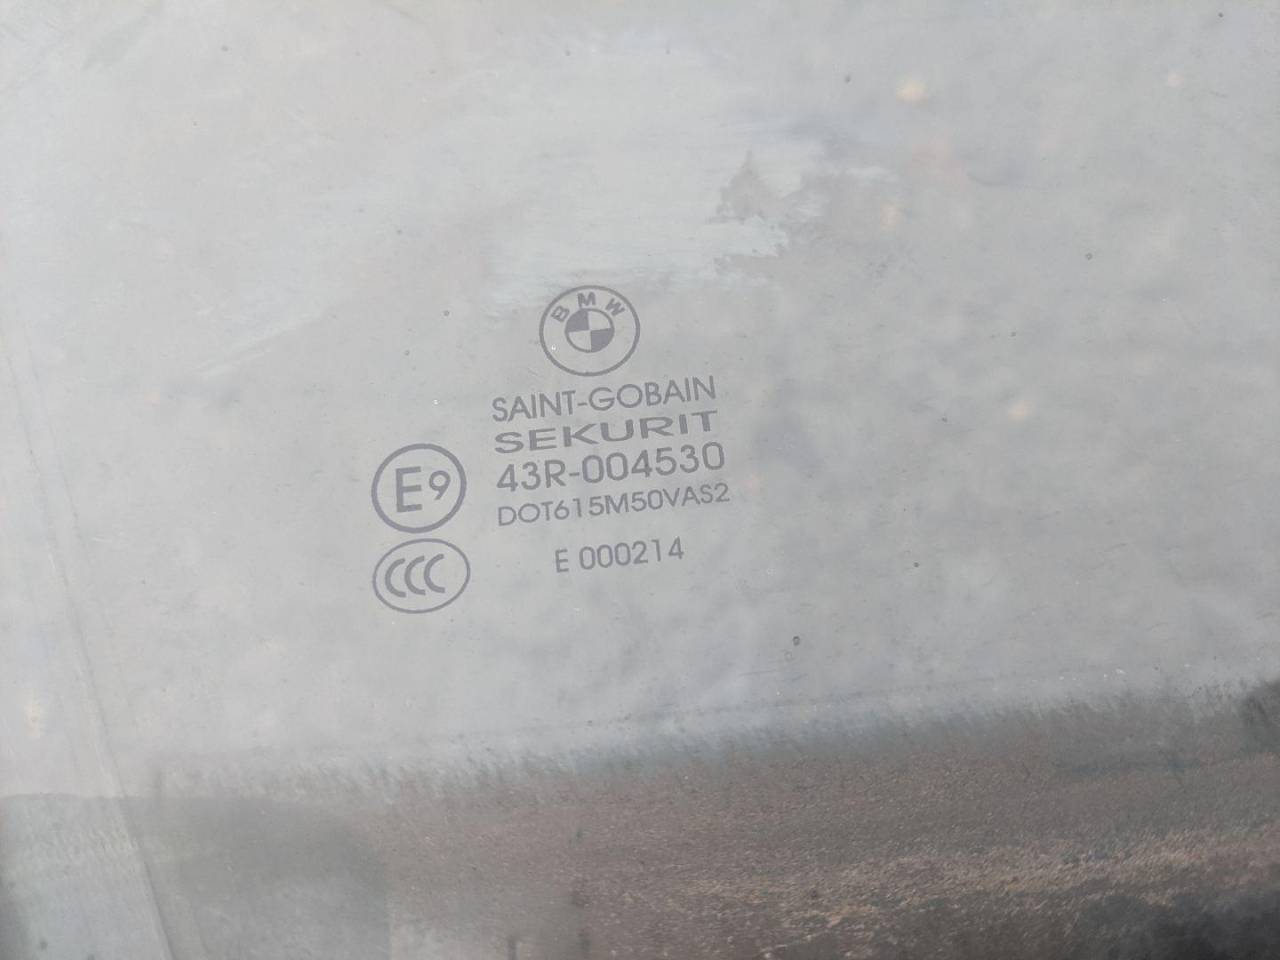 BMW
SAINT-GOBAIN
SEKURIT
43R-004530
DOT615M50VAS2
E 000214
E9
CCC